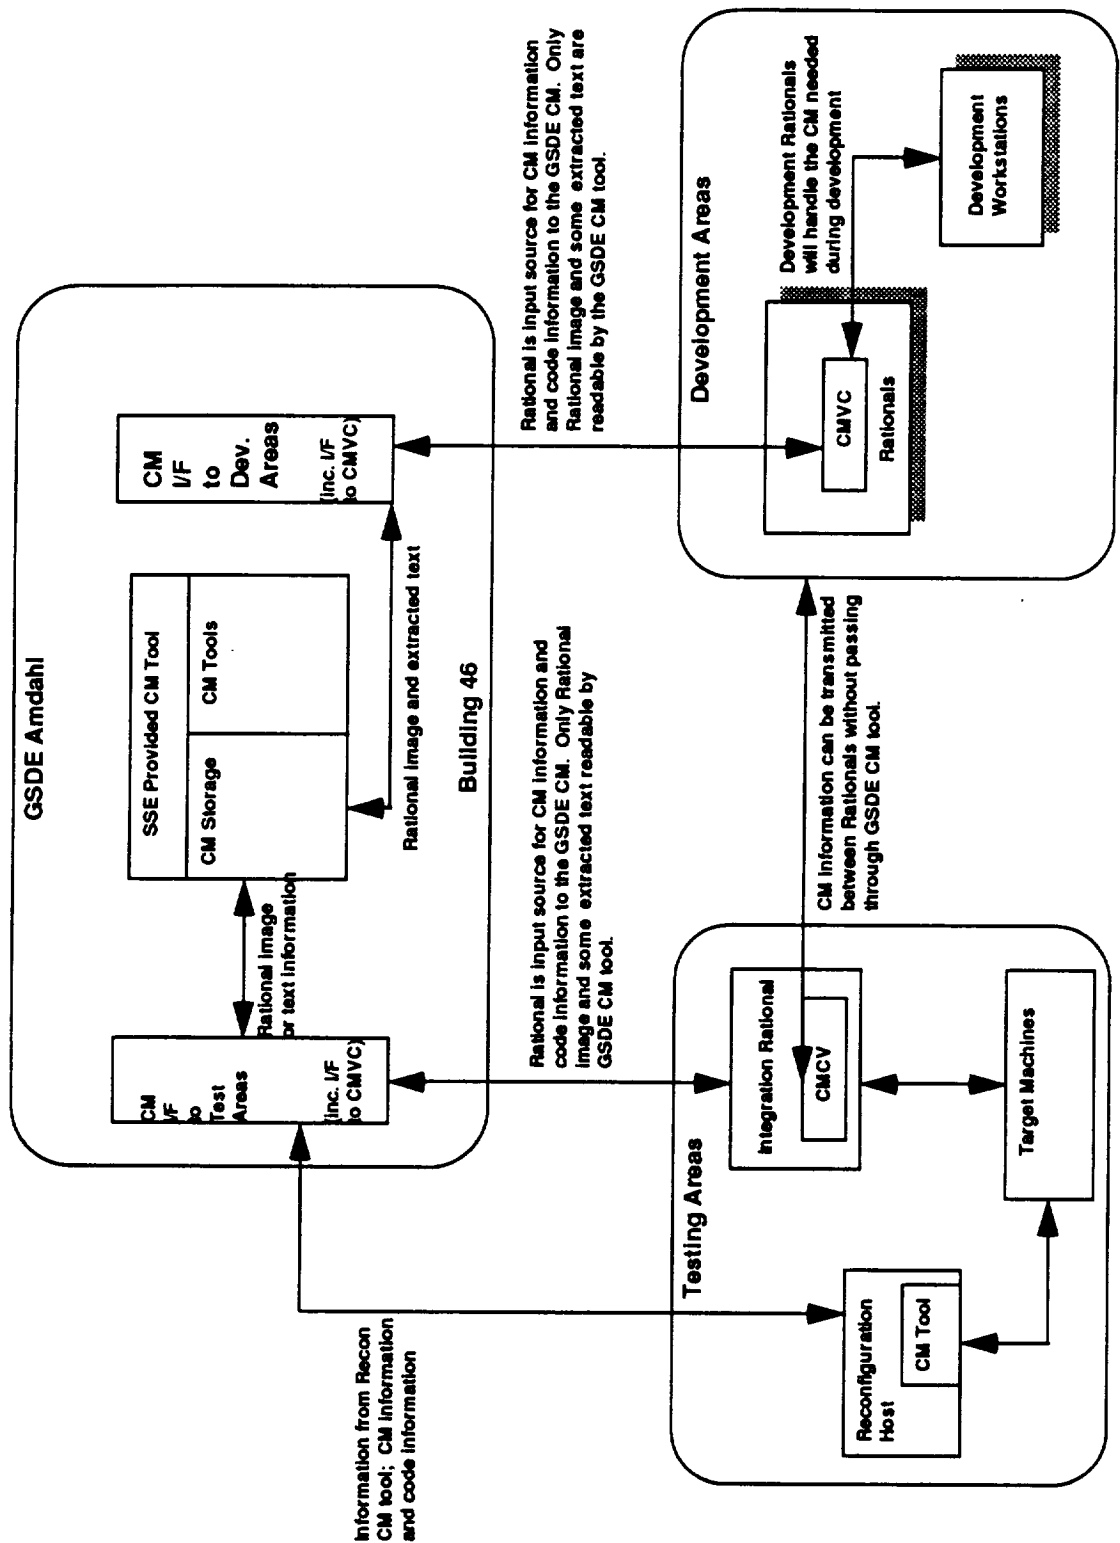 GSDE Amdahl
SSE Provided CM Tool
CM Storage
CM Tools
CM
I/F
to
Test
Areas
(inc. I/F
to CMVC)
Rational image
or text information
CM
I/F
to
Dev.
Areas
(inc. I/F
to CMVC)
Rational image and extracted text
Building 46
Information from Recon
CM tool; CM information
and code information
Rational is input source for CM information and
code information to the GSDE CM. Only Rational
image and some extracted text readable by
GSDE CM tool.
Rational is input source for CM information
and code information to the GSDE CM. Only
Rational image and some extracted text are
readable by the GSDE CM tool.
Testing Areas
Integration Rational
CMCV
Reconfiguration
Host
CM Tool
Target Machines
CM information can be transmitted
between Rationals without passing
through GSDE CM tool.
Development Areas
CMVC
Rationals
Development Rationals
will handle the CM needed
during development
Development
Workstations